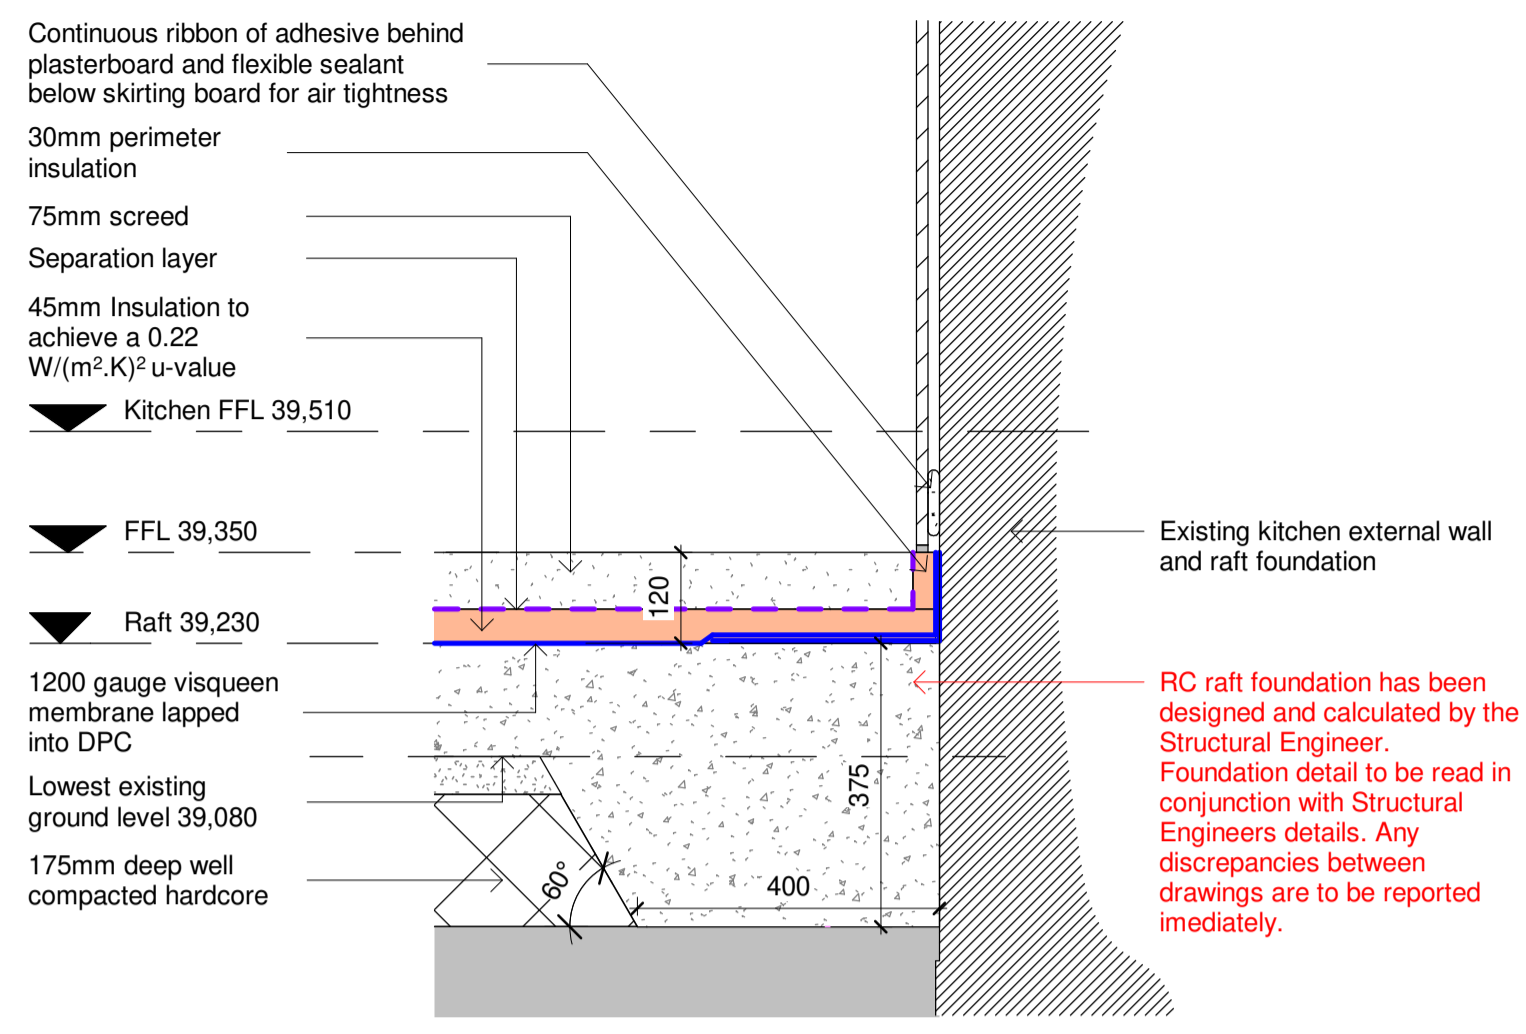 Continuous ribbon of adhesive behind
plasterboard and flexible sealant
below skirting board for air tightness
30mm perimeter
insulation
75mm screed
Separation layer
45mm Insulation to
achieve a 0.22
W/(m².K)² u-value
Kitchen FFL 39,510
FFL 39,350
Raft 39,230
1200 gauge visqueen
membrane lapped
into DPC
Lowest existing
ground level 39,080
175mm deep well
compacted hardcore
120
375
400
60°
Existing kitchen external wall
and raft foundation
RC raft foundation has been
designed and calculated by the
Structural Engineer.
Foundation detail to be read in
conjunction with Structural
Engineers details. Any
discrepancies between
drawings are to be reported
imediately.